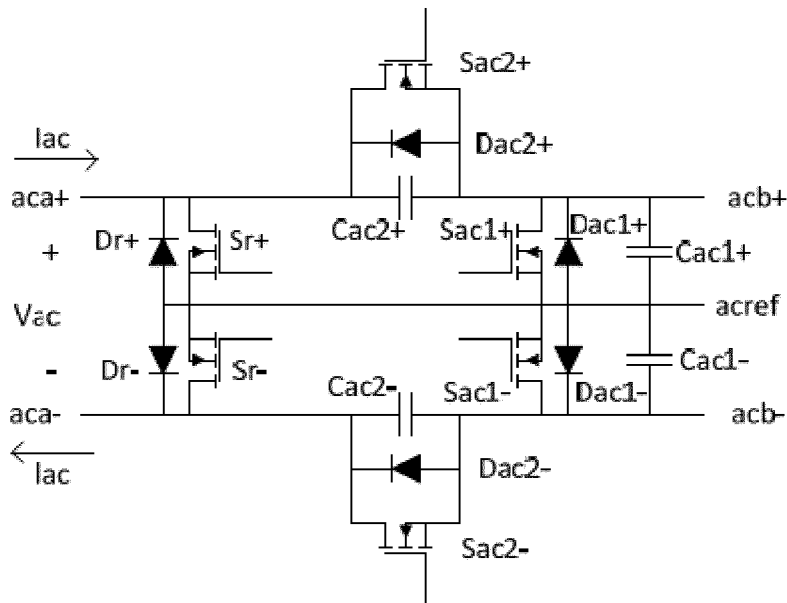 Sac2+
Iac
Dac2+
aca+
acb+
Cac2+
Sac1+
Dac1+
Dr+
Sr+
+
Cac1+
Vac
acref
-
Dr-
Sr-
Cac2-
Sac1-
Dac1-
Cac1-
aca-
acb-
Iac
Dac2-
Sac2-